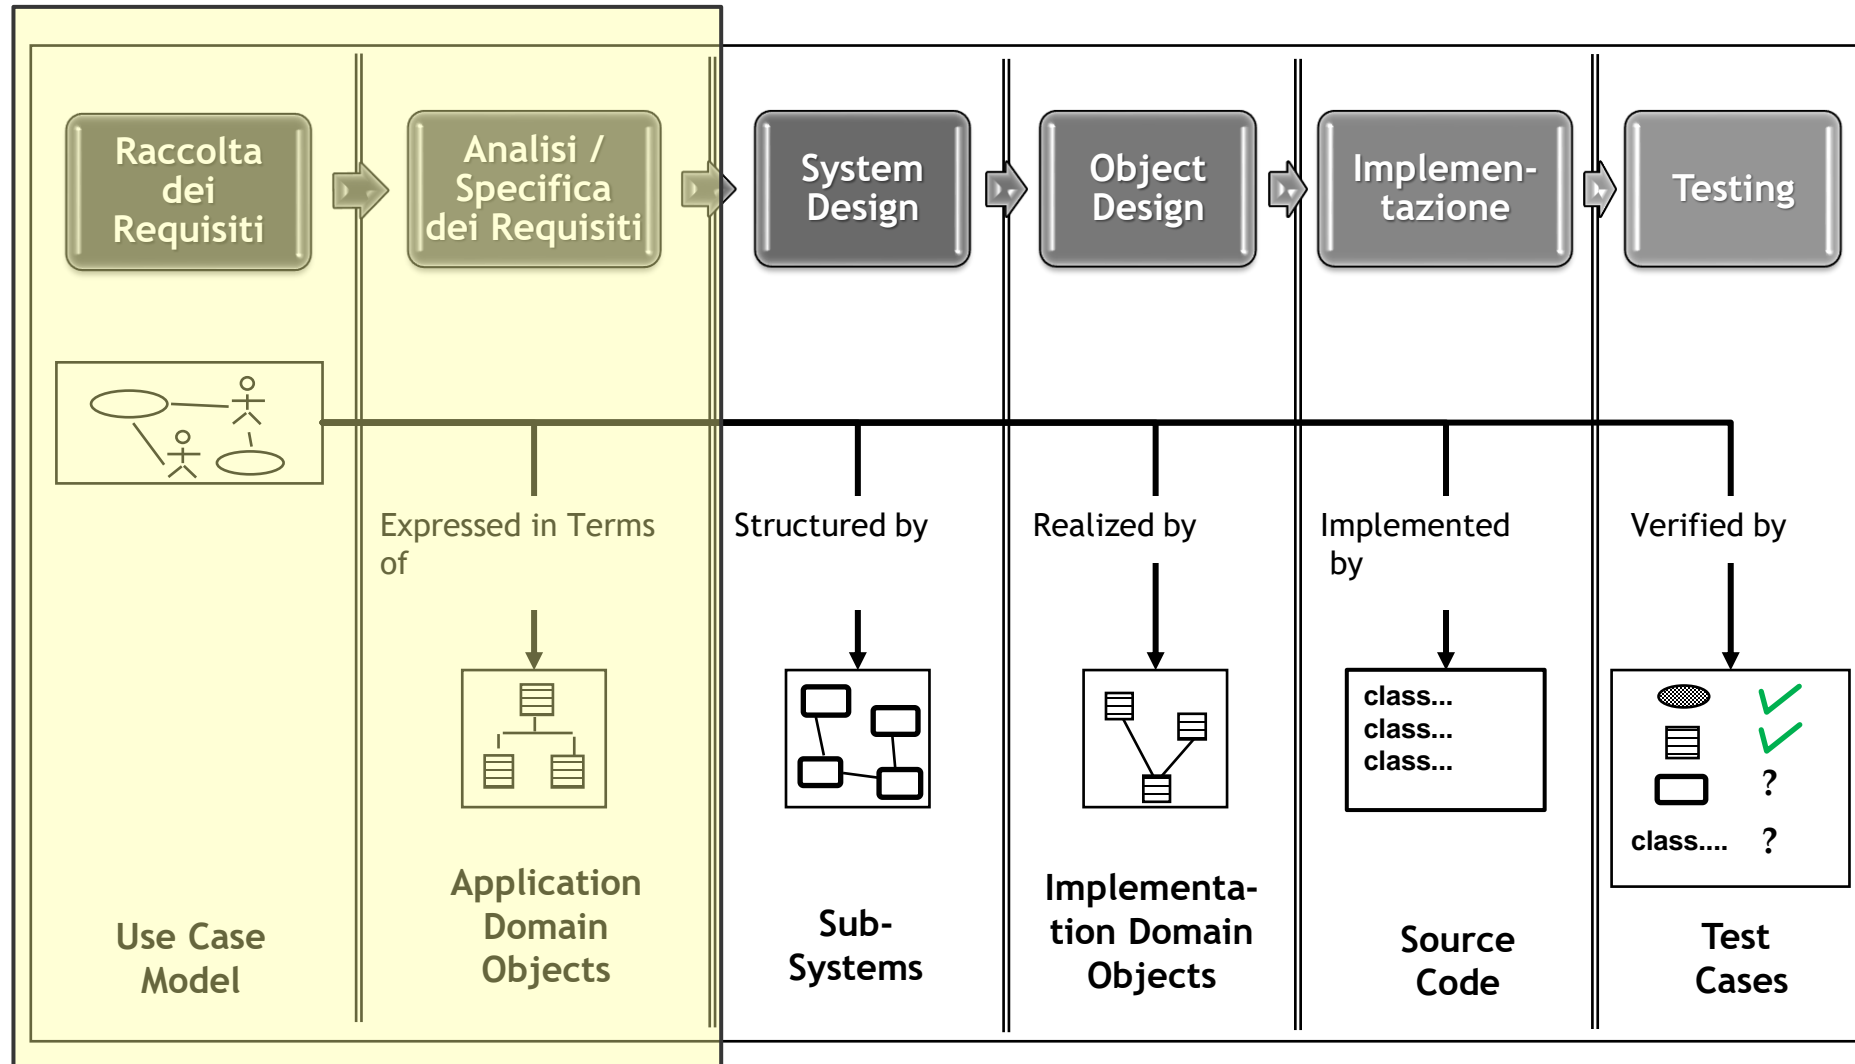 Raccolta
dei
Requisiti
Analisi /
Specifica
dei Requisiti
System
Design
Object
Design
Implemen-
tazione
Testing
Expressed in Terms
of
Structured by
Realized by
Implemented
by
Verified by
class...
class...
class...
?
class....
?
Use Case
Model
Application
Domain
Objects
Sub-
Systems
Implementa-
tion Domain
Objects
Source
Code
Test
Cases